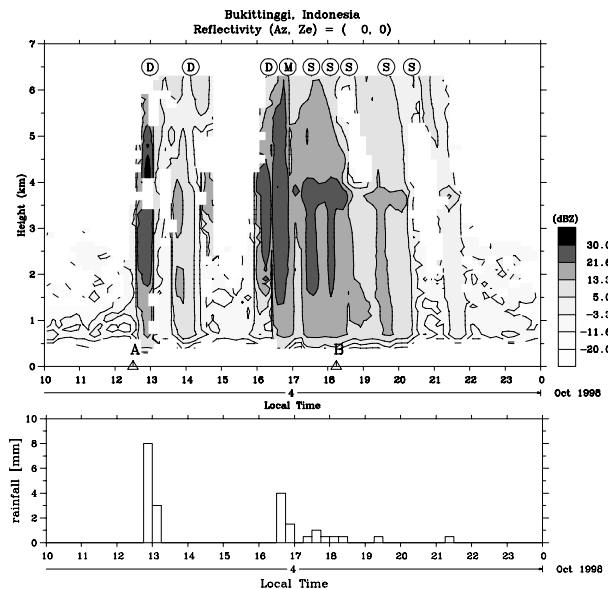 Bukittinggi, Indonesia
Reflectivity (Az, Ze) = ( 0, 0)
D D D M S S S S S
7
6
5
4
3
2
1
0
Height (km)
A B
10 11 12 13 14 15 16 17 18 19 20 21 22 23 0
4
Oct 1998
Local Time
(dBZ)
30.0
21.6
13.3
5.0
-3.3
-11.6
-20.0
10
8
6
4
2
0
rainfall [mm]
10 11 12 13 14 15 16 17 18 19 20 21 22 23 0
4
Oct 1998
Local Time